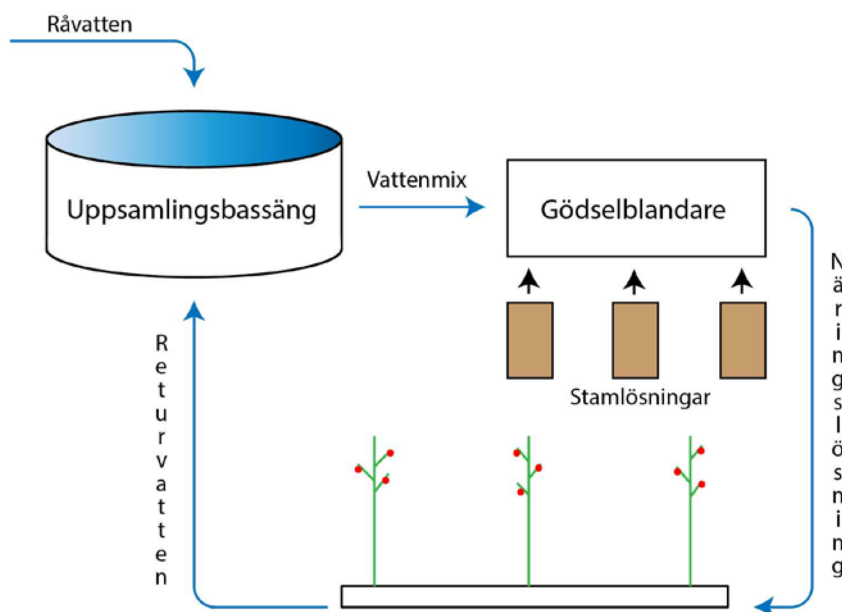 Råvatten
Uppsamlingsbassäng
Vattenmix
Gödselblandare
Näringslösning
Stamlösningar
Returvatten